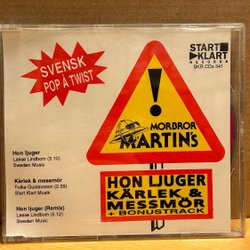 START
KLART
RECORDS
SKR CDs 341
SVENSK
POP À TWIST
MORBROR
MARTIN'S
Hon ljuger
Lasse Lindbom (3.10)
Sweden Music
Kärlek & messmör
Folke Gustavsson (2.59)
Start Klart Musik
Hon ljuger (Remix)
Lasse Lindbom (5.12)
Sweden Music
HON LJUGER
KÄRLEK &
MESSMÖR
+ BONUSTRACK